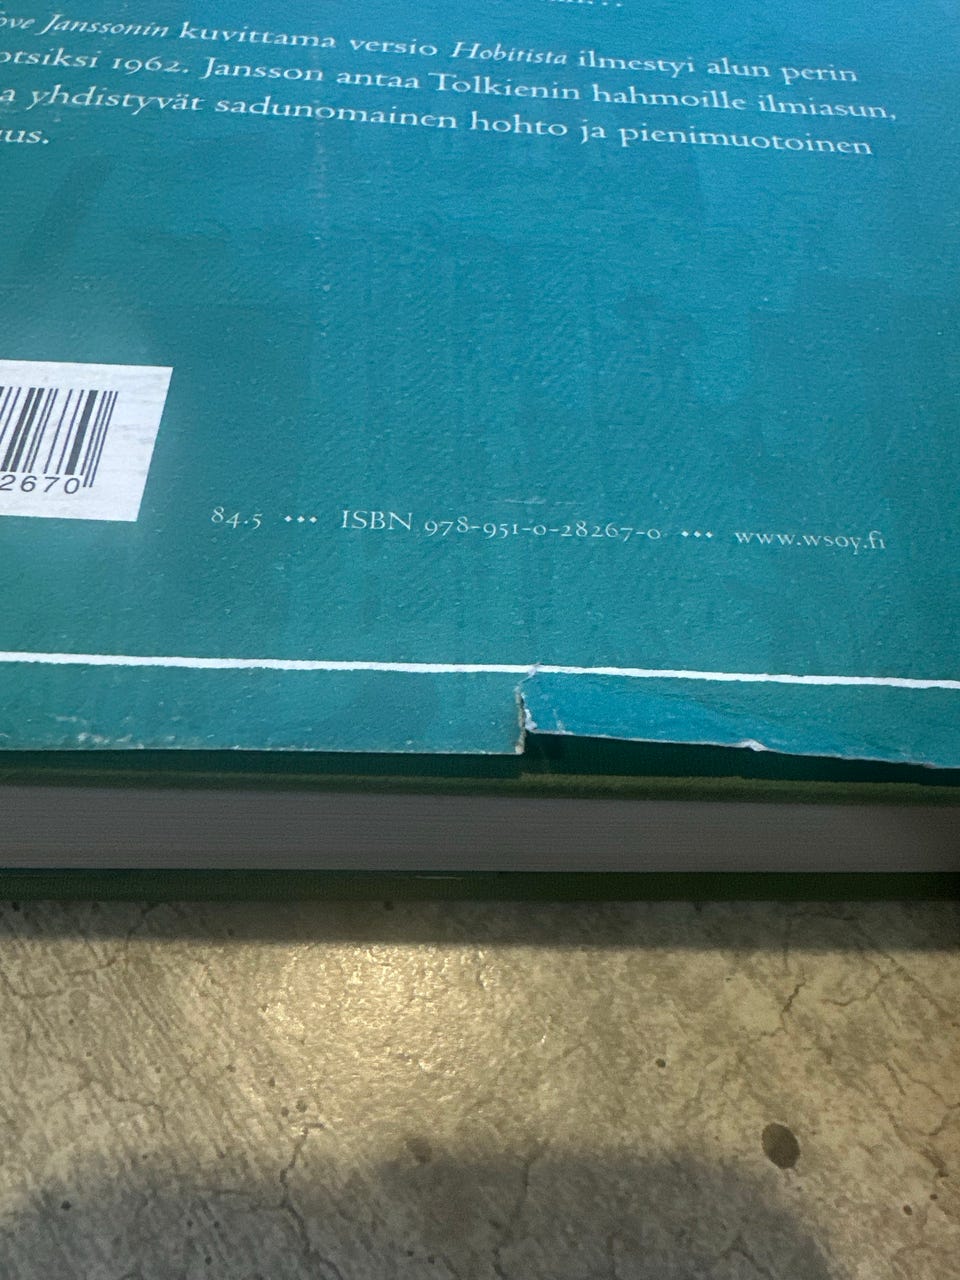 Janssonin kuvittama versio Hobitista ilmestyi alun perin
1962. Jansson antaa Tolkienin hahmoille ilmiasun,
yhdistyvät sadunomainen hohto ja pienimuotoinen
2670
84.5 ••• ISBN 978-951-0-28267-0 ••• www.wsoy.fi